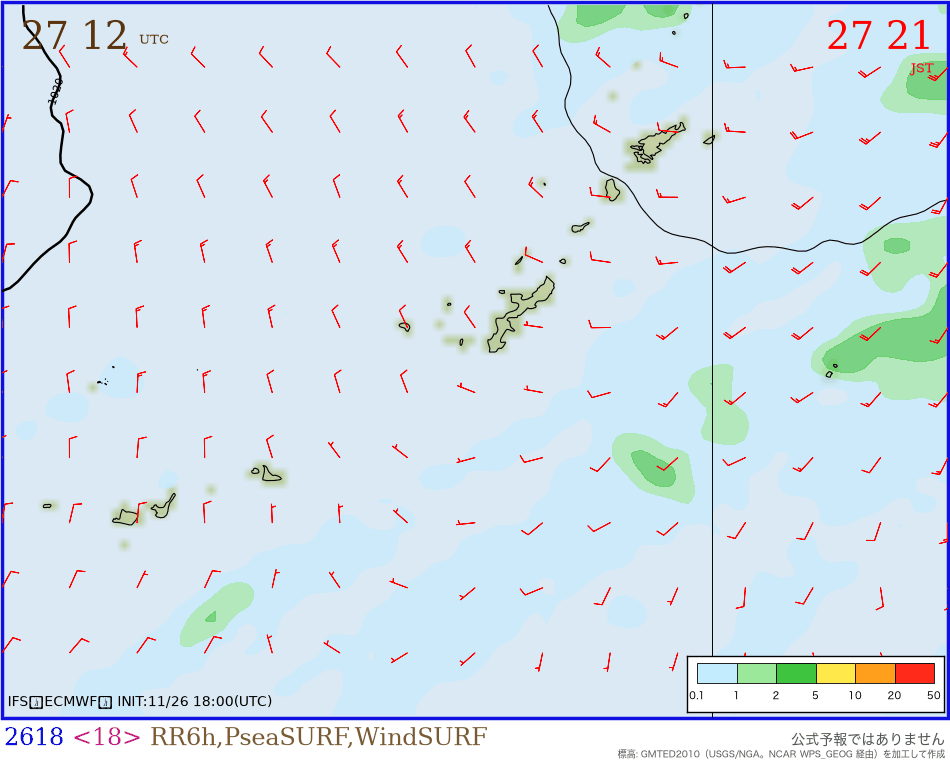 27 12 UTC
27 21
JST
1020
IFS ECMWF INIT:11/26 18:00(UTC)
0.1 1 2 5 10 20 50
2618 <18> RR6h,PseaSURF,WindSURF
公式予報ではありません
標高: GMTED2010（USGS/NGA。NCAR WPS_GEOG 経由）を加工して作成